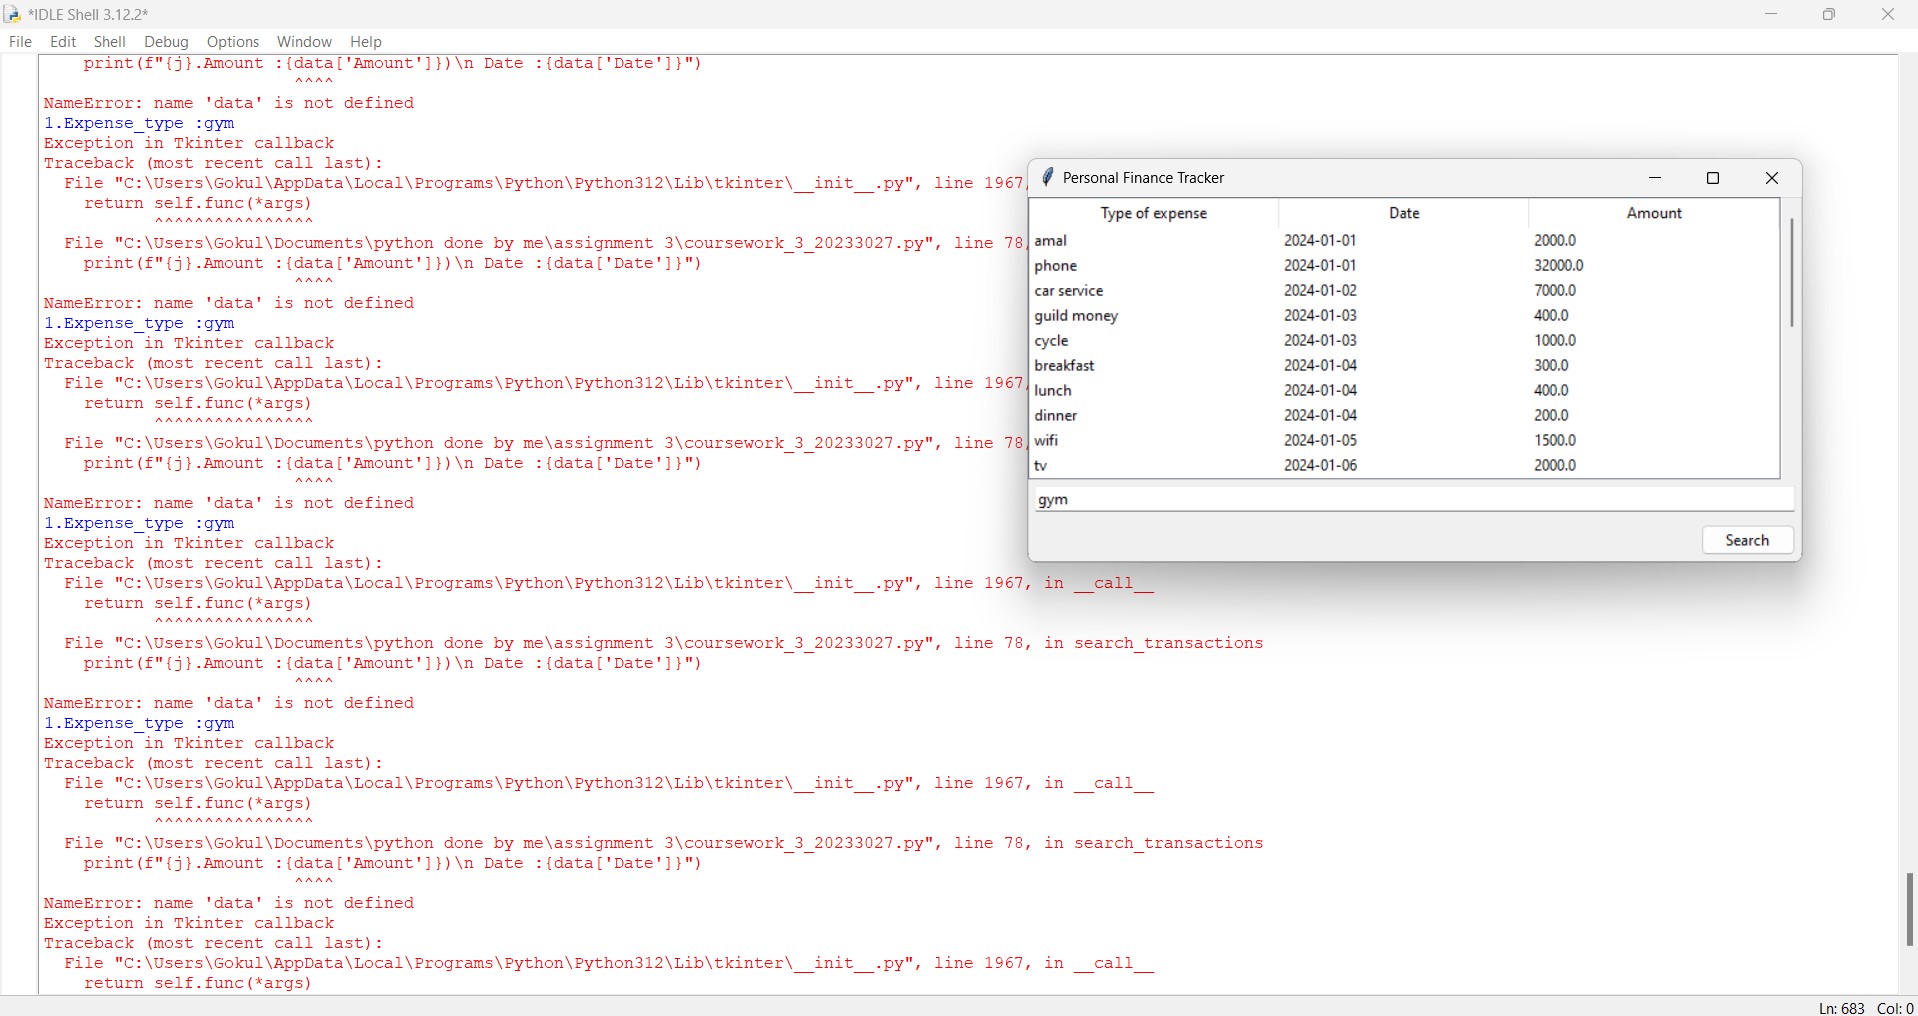 *IDLE Shell 3.12.2*
File Edit Shell Debug Options Window Help
print(f"{j}.Amount :{data['Amount']})\n Date :{data['Date']}")
^^^^
NameError: name 'data' is not defined
1.Expense_type :gym
Exception in Tkinter callback
Traceback (most recent call last):
File "C:\Users\Gokul\AppData\Local\Programs\Python\Python312\Lib\tkinter\__init__.py", line 1967,
return self.func(*args)
^^^^^^^^^^^^^^^^
File "C:\Users\Gokul\Documents\python done by me\assignment 3\coursework_3_20233027.py", line 78,
print(f"{j}.Amount :{data['Amount']})\n Date :{data['Date']}")
^^^^
NameError: name 'data' is not defined
1.Expense_type :gym
Exception in Tkinter callback
Traceback (most recent call last):
File "C:\Users\Gokul\AppData\Local\Programs\Python\Python312\Lib\tkinter\__init__.py", line 1967,
return self.func(*args)
^^^^^^^^^^^^^^^^
File "C:\Users\Gokul\Documents\python done by me\assignment 3\coursework_3_20233027.py", line 78,
print(f"{j}.Amount :{data['Amount']})\n Date :{data['Date']}")
^^^^
NameError: name 'data' is not defined
1.Expense_type :gym
Exception in Tkinter callback
Traceback (most recent call last):
File "C:\Users\Gokul\AppData\Local\Programs\Python\Python312\Lib\tkinter\__init__.py", line 1967, in __call__
return self.func(*args)
^^^^^^^^^^^^^^^^
File "C:\Users\Gokul\Documents\python done by me\assignment 3\coursework_3_20233027.py", line 78, in search_transactions
print(f"{j}.Amount :{data['Amount']})\n Date :{data['Date']}")
^^^^
NameError: name 'data' is not defined
1.Expense_type :gym
Exception in Tkinter callback
Traceback (most recent call last):
File "C:\Users\Gokul\AppData\Local\Programs\Python\Python312\Lib\tkinter\__init__.py", line 1967, in __call__
return self.func(*args)
^^^^^^^^^^^^^^^^
File "C:\Users\Gokul\Documents\python done by me\assignment 3\coursework_3_20233027.py", line 78, in search_transactions
print(f"{j}.Amount :{data['Amount']})\n Date :{data['Date']}")
^^^^
NameError: name 'data' is not defined
Exception in Tkinter callback
Traceback (most recent call last):
File "C:\Users\Gokul\AppData\Local\Programs\Python\Python312\Lib\tkinter\__init__.py", line 1967, in __call__
return self.func(*args)
Personal Finance Tracker
Type of expense Date Amount
amal 2024-01-01 2000.0
phone 2024-01-01 32000.0
car service 2024-01-02 7000.0
guild money 2024-01-03 400.0
cycle 2024-01-03 1000.0
breakfast 2024-01-04 300.0
lunch 2024-01-04 400.0
dinner 2024-01-04 200.0
wifi 2024-01-05 1500.0
tv 2024-01-06 2000.0
gym
Search
Ln: 683 Col: 0